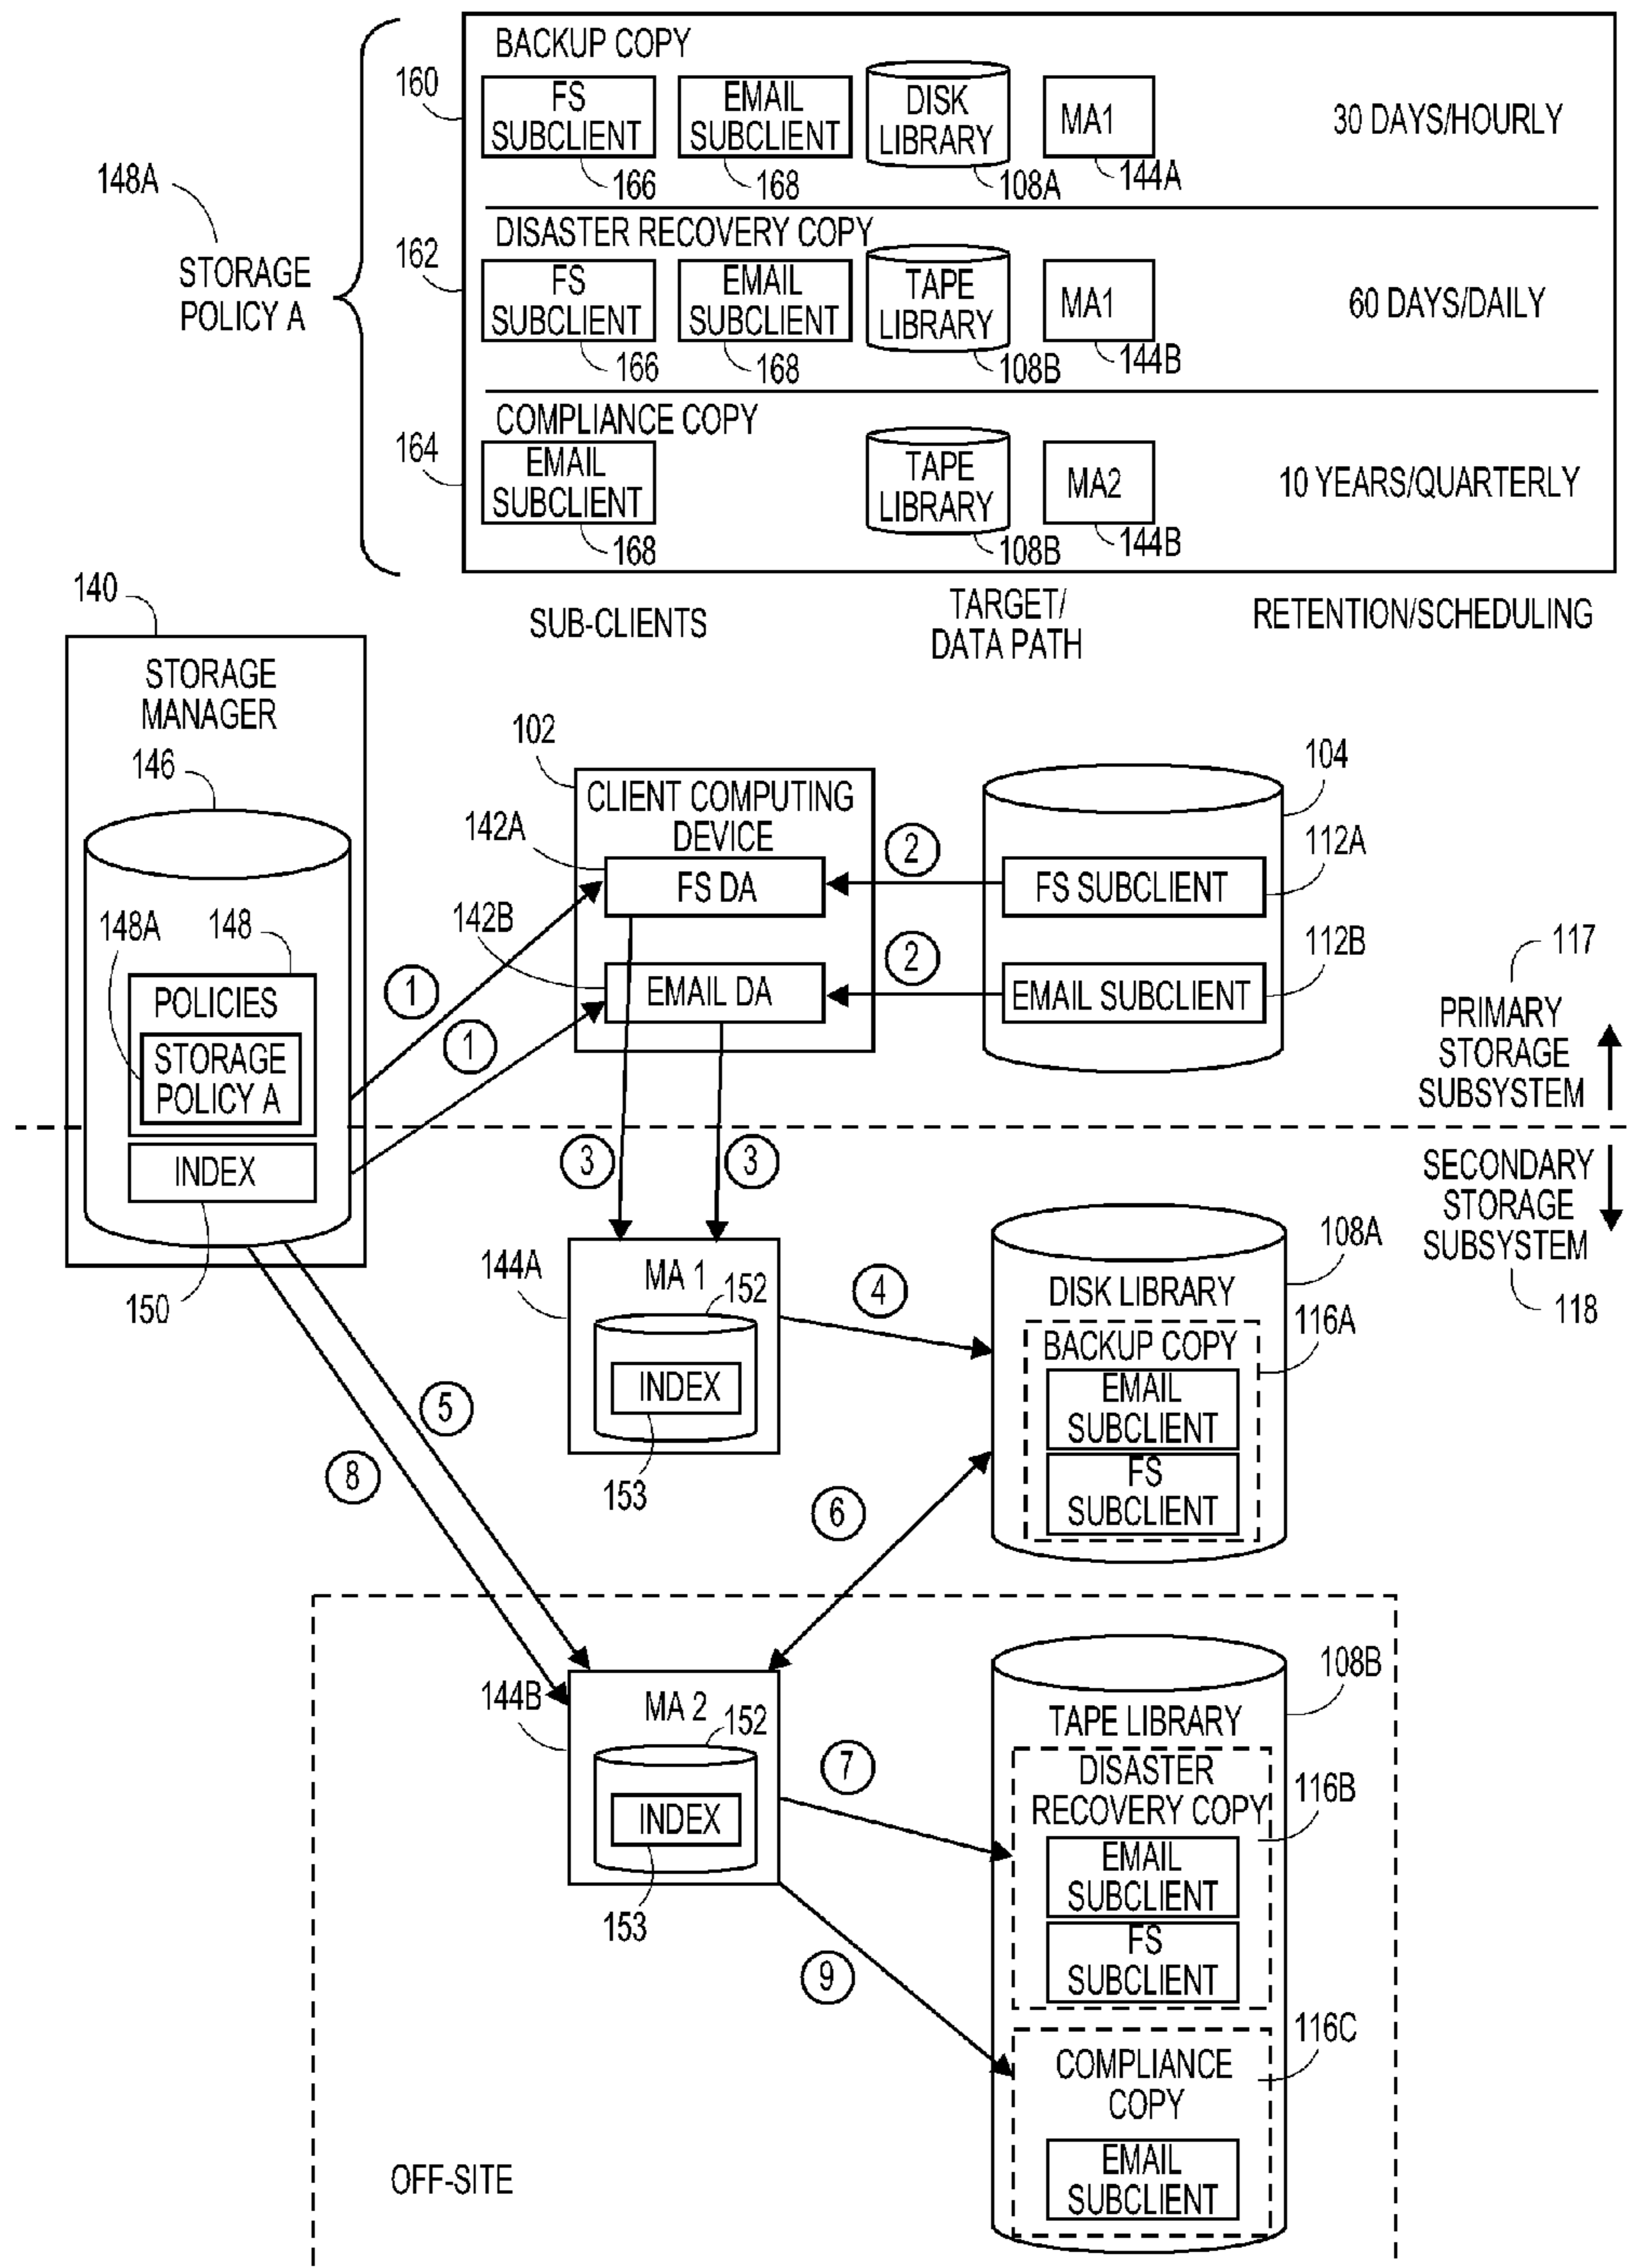 BACKUP COPY
160
FS
SUBCLIENT
166
EMAIL
SUBCLIENT
168
DISK
LIBRARY
108A
MA1
144A
30 DAYS/HOURLY
148A
STORAGE
POLICY A
DISASTER RECOVERY COPY
162
FS
SUBCLIENT
166
EMAIL
SUBCLIENT
168
TAPE
LIBRARY
108B
MA1
144B
60 DAYS/DAILY
COMPLIANCE COPY
164
EMAIL
SUBCLIENT
168
TAPE
LIBRARY
108B
MA2
144B
10 YEARS/QUARTERLY
SUB-CLIENTS
TARGET/
DATA PATH
RETENTION/SCHEDULING
140
STORAGE
MANAGER
146
148A
148
POLICIES
STORAGE
POLICY A
INDEX
150
102
CLIENT COMPUTING
DEVICE
142A
FS DA
142B
EMAIL DA
1
1
2
2
104
112A
FS SUBCLIENT
112B
EMAIL SUBCLIENT
117
PRIMARY
STORAGE
SUBSYSTEM
SECONDARY
STORAGE
SUBSYSTEM
118
3
3
144A
MA 1
152
INDEX
153
4
108A
DISK LIBRARY
116A
BACKUP COPY
EMAIL
SUBCLIENT
FS
SUBCLIENT
5
8
6
144B
MA 2
152
INDEX
153
7
9
108B
TAPE LIBRARY
DISASTER
RECOVERY COPY
116B
EMAIL
SUBCLIENT
FS
SUBCLIENT
116C
COMPLIANCE
COPY
EMAIL
SUBCLIENT
OFF-SITE